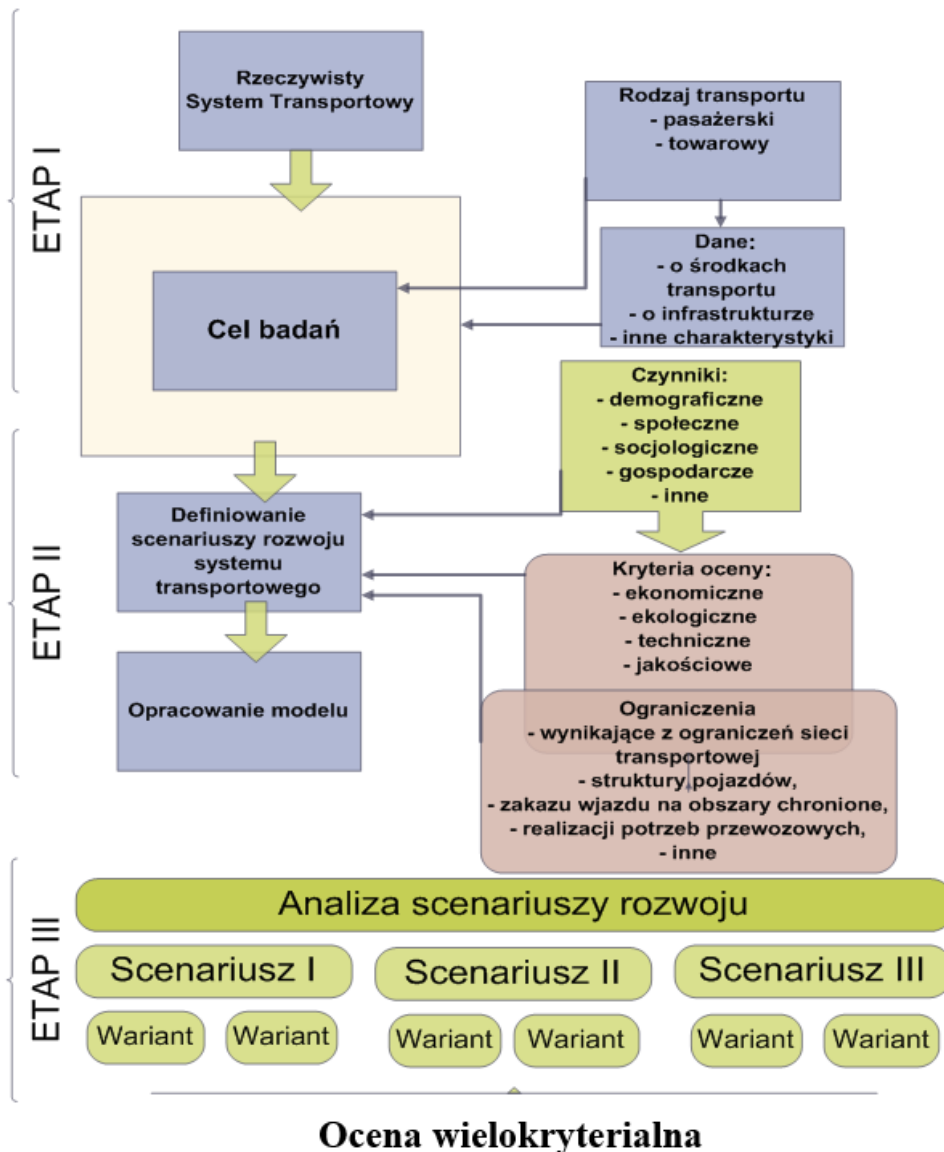 ETAP I
Rzeczywisty
System Transportowy
Rodzaj transportu
- pasażerski
- towarowy
Dane:
- o środkach
transportu
- o infrastrukturze
- inne charakterystyki
Cel badań
ETAP II
Czynniki:
- demograficzne
- społeczne
- socjologiczne
- gospodarcze
- inne
Definiowanie
scenariuszy rozwoju
systemu
transportowego
Kryteria oceny:
- ekonomiczne
- ekologiczne
- techniczne
- jakościowe
Opracowanie modelu
Ograniczenia
- wynikające z ograniczeń sieci
transportowej
- struktury pojazdów,
- zakazu wjazdu na obszary chronione,
- realizacji potrzeb przewozowych,
- inne
ETAP III
Analiza scenariuszy rozwoju
Scenariusz I
Scenariusz II
Scenariusz III
Wariant
Wariant
Wariant
Wariant
Wariant
Wariant
Ocena wielokryterialna